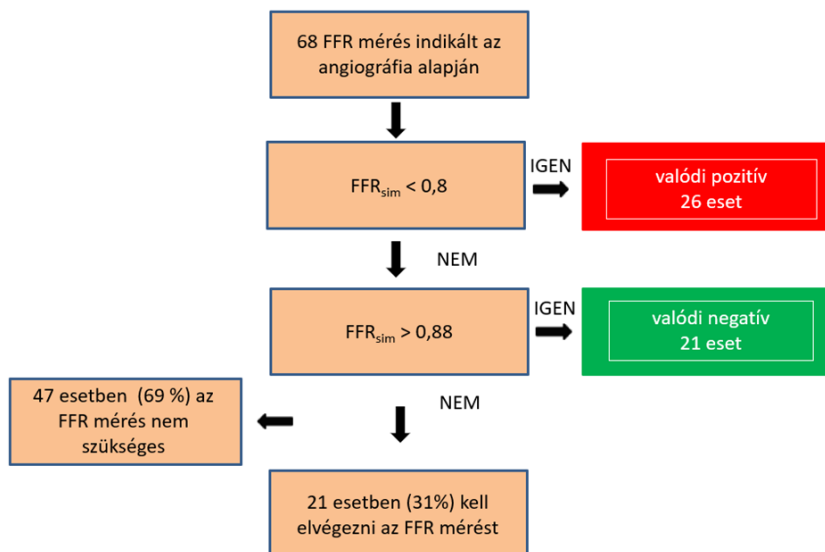 68 FFR mérés indikált az
angiográfia alapján
FFRsim < 0,8
IGEN
valódi pozitív
26 eset
NEM
FFRsim > 0,88
IGEN
valódi negatív
21 eset
NEM
47 esetben (69 %) az
FFR mérés nem
szükséges
21 esetben (31%) kell
elvégezni az FFR mérést